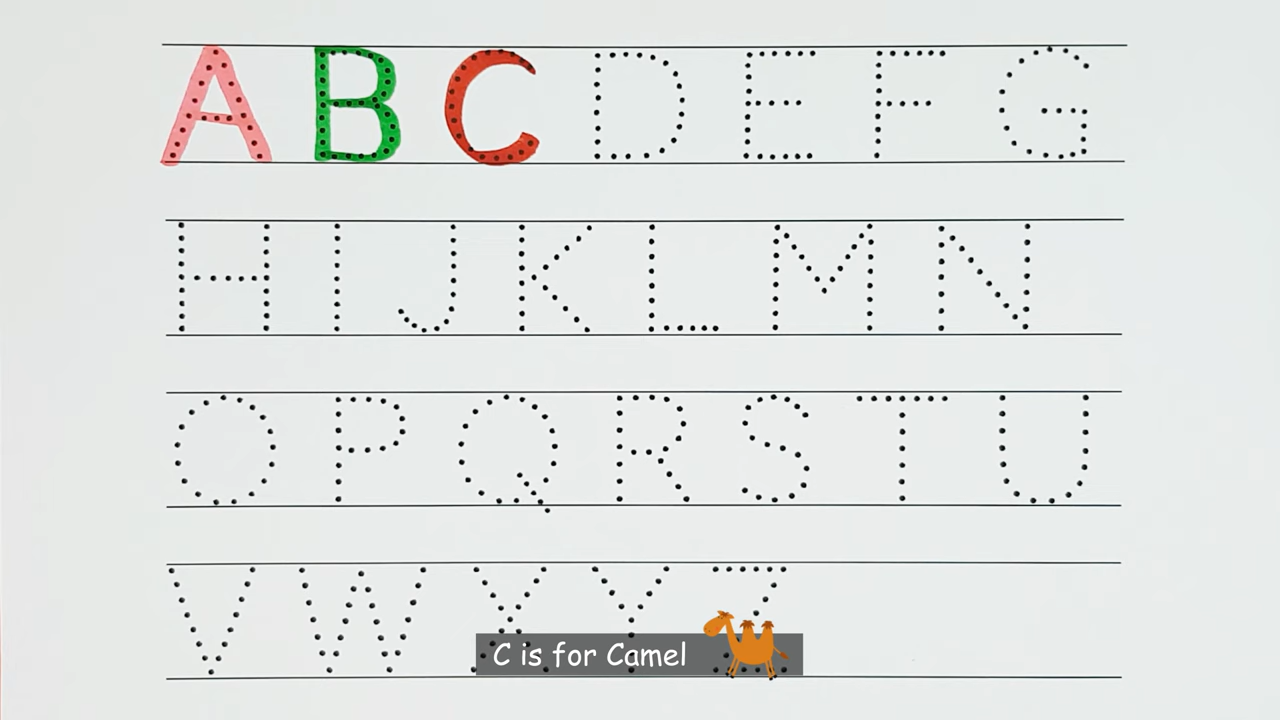 A B C D E F G
H I J K L M N
O P Q R S T U
V W X Y Z
C is for Camel